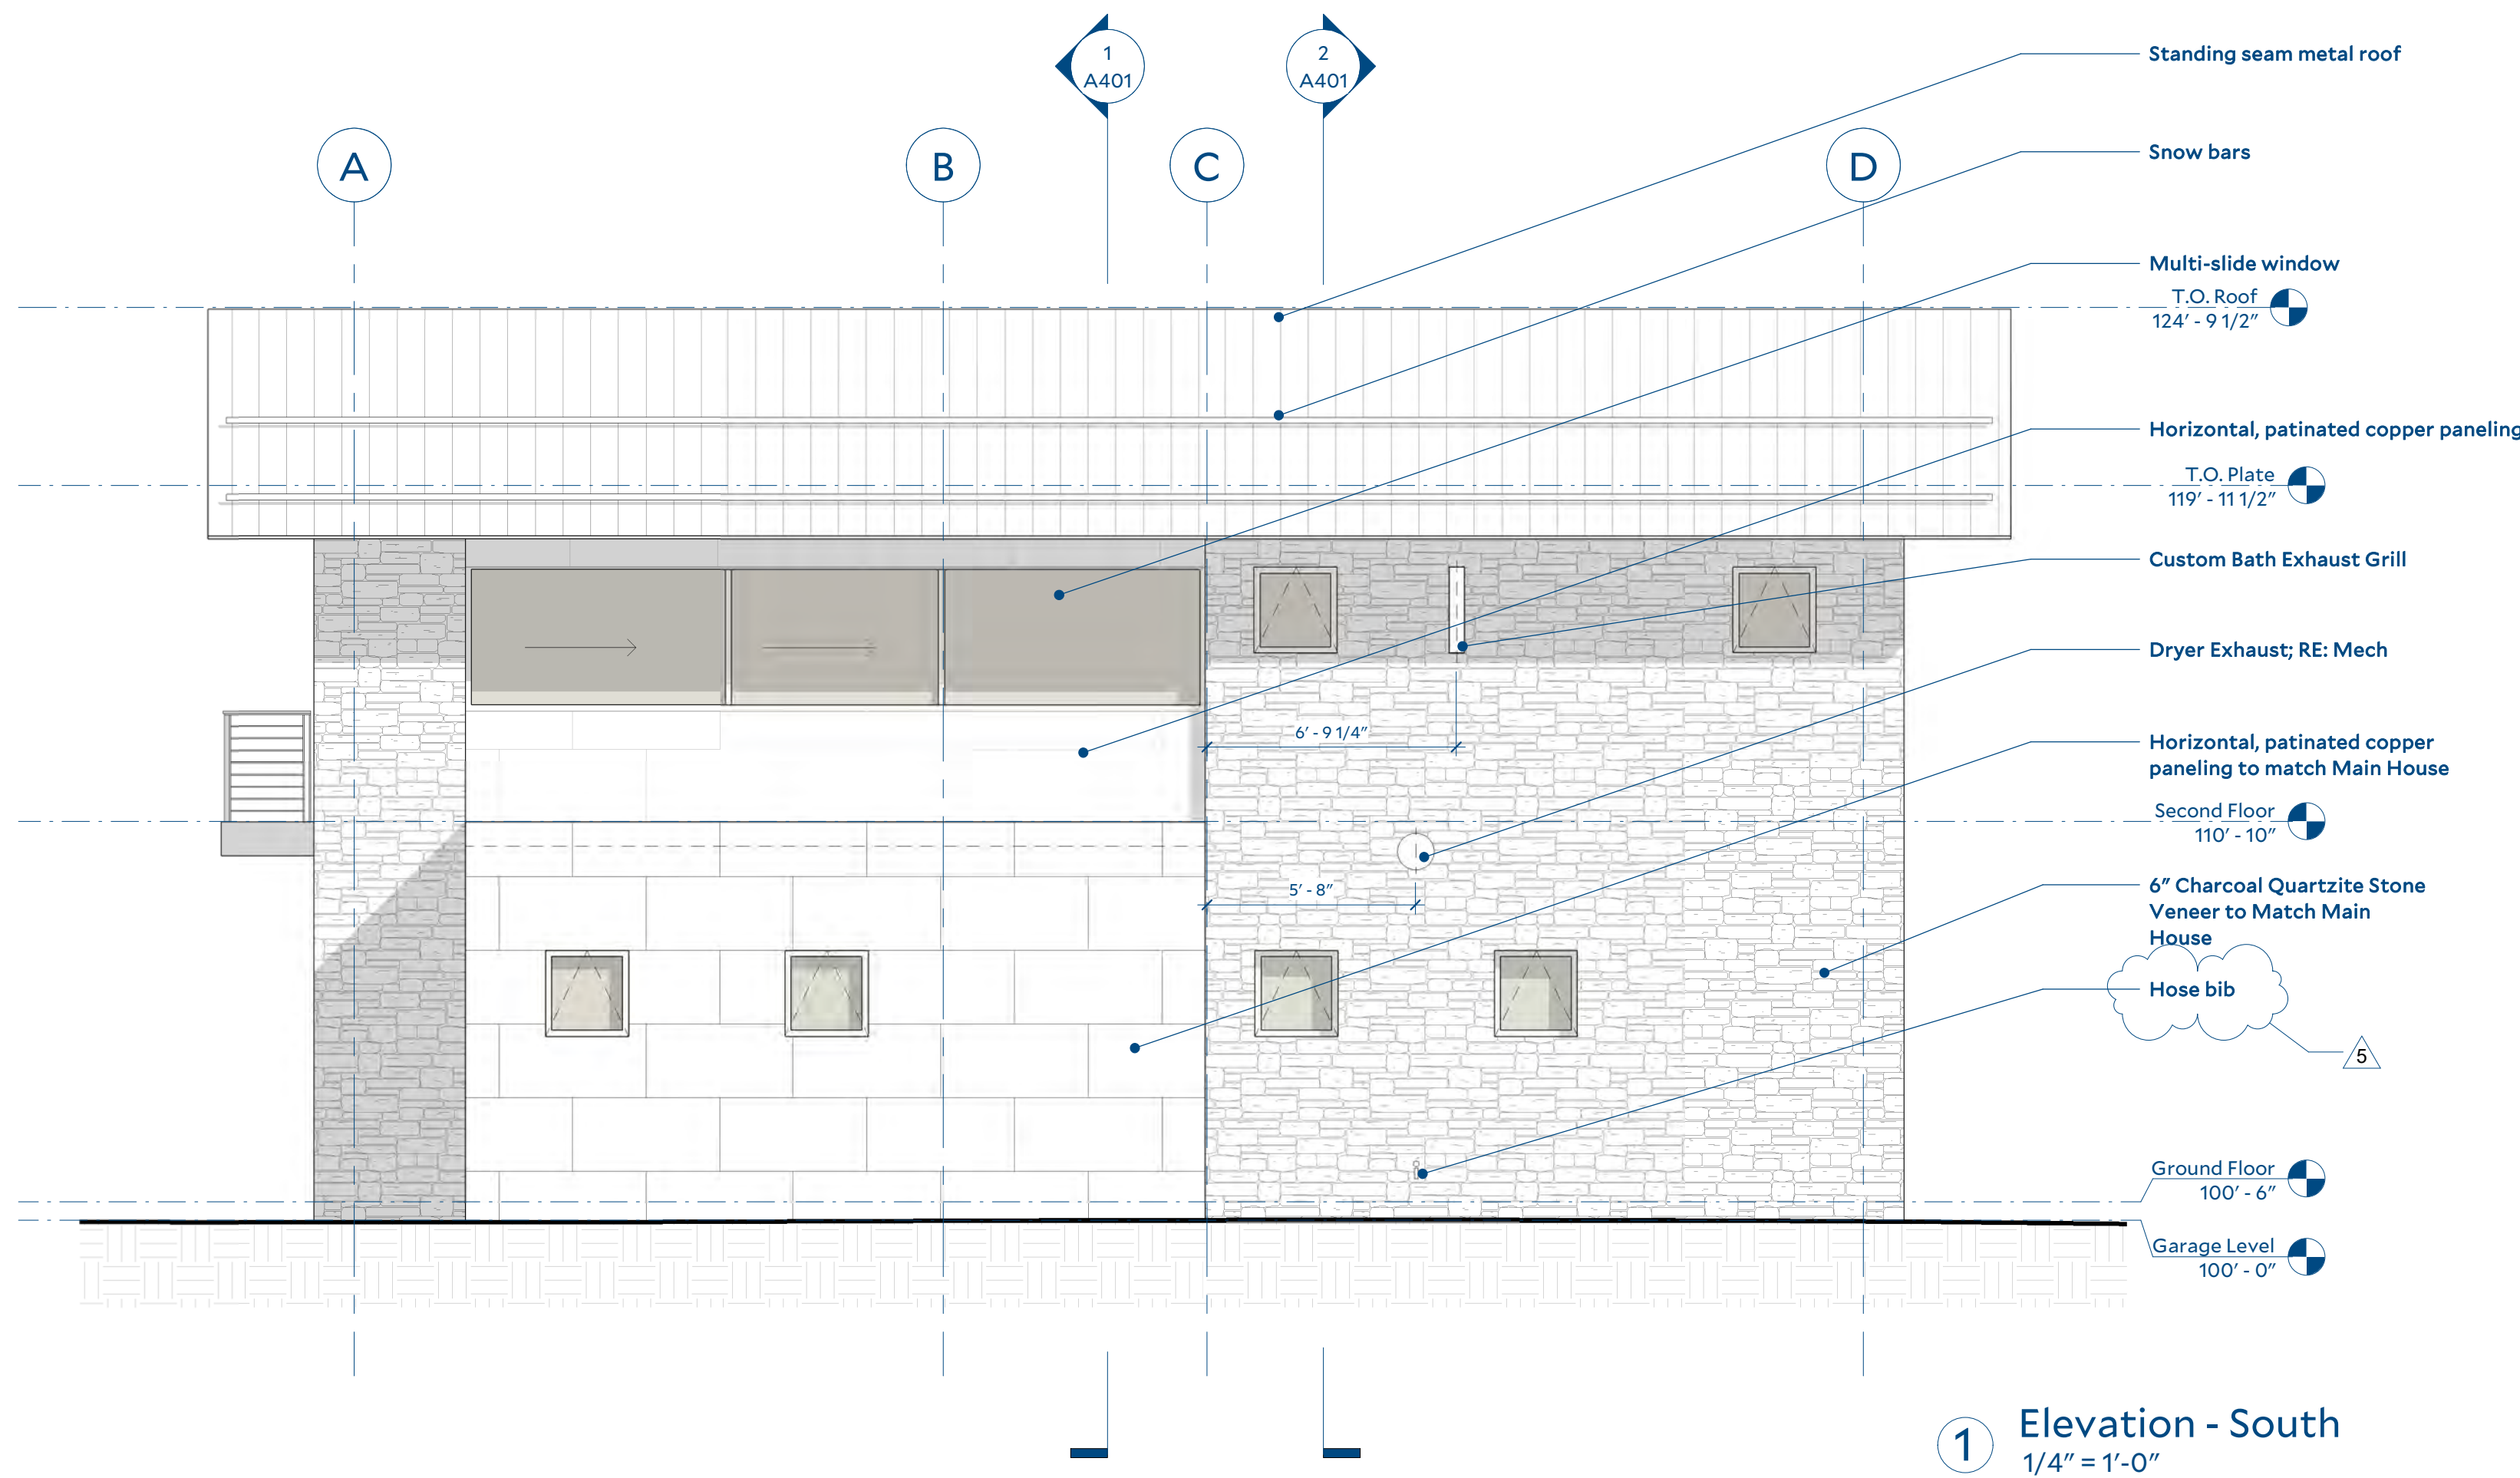 1
A401
2
A401
A
B
C
D
Standing seam metal roof
Snow bars
Multi-slide window
T.O. Roof
124' - 9 1/2"
Horizontal, patinated copper paneling
T.O. Plate
119' - 11 1/2"
Custom Bath Exhaust Grill
Dryer Exhaust; RE: Mech
6' - 9 1/4"
Horizontal, patinated copper
paneling to match Main House
Second Floor
110' - 10"
5' - 8"
6" Charcoal Quartzite Stone
Veneer to Match Main
House
Hose bib
5
Ground Floor
100' - 6"
Garage Level
100' - 0"
1
Elevation - South
1/4" = 1'-0"